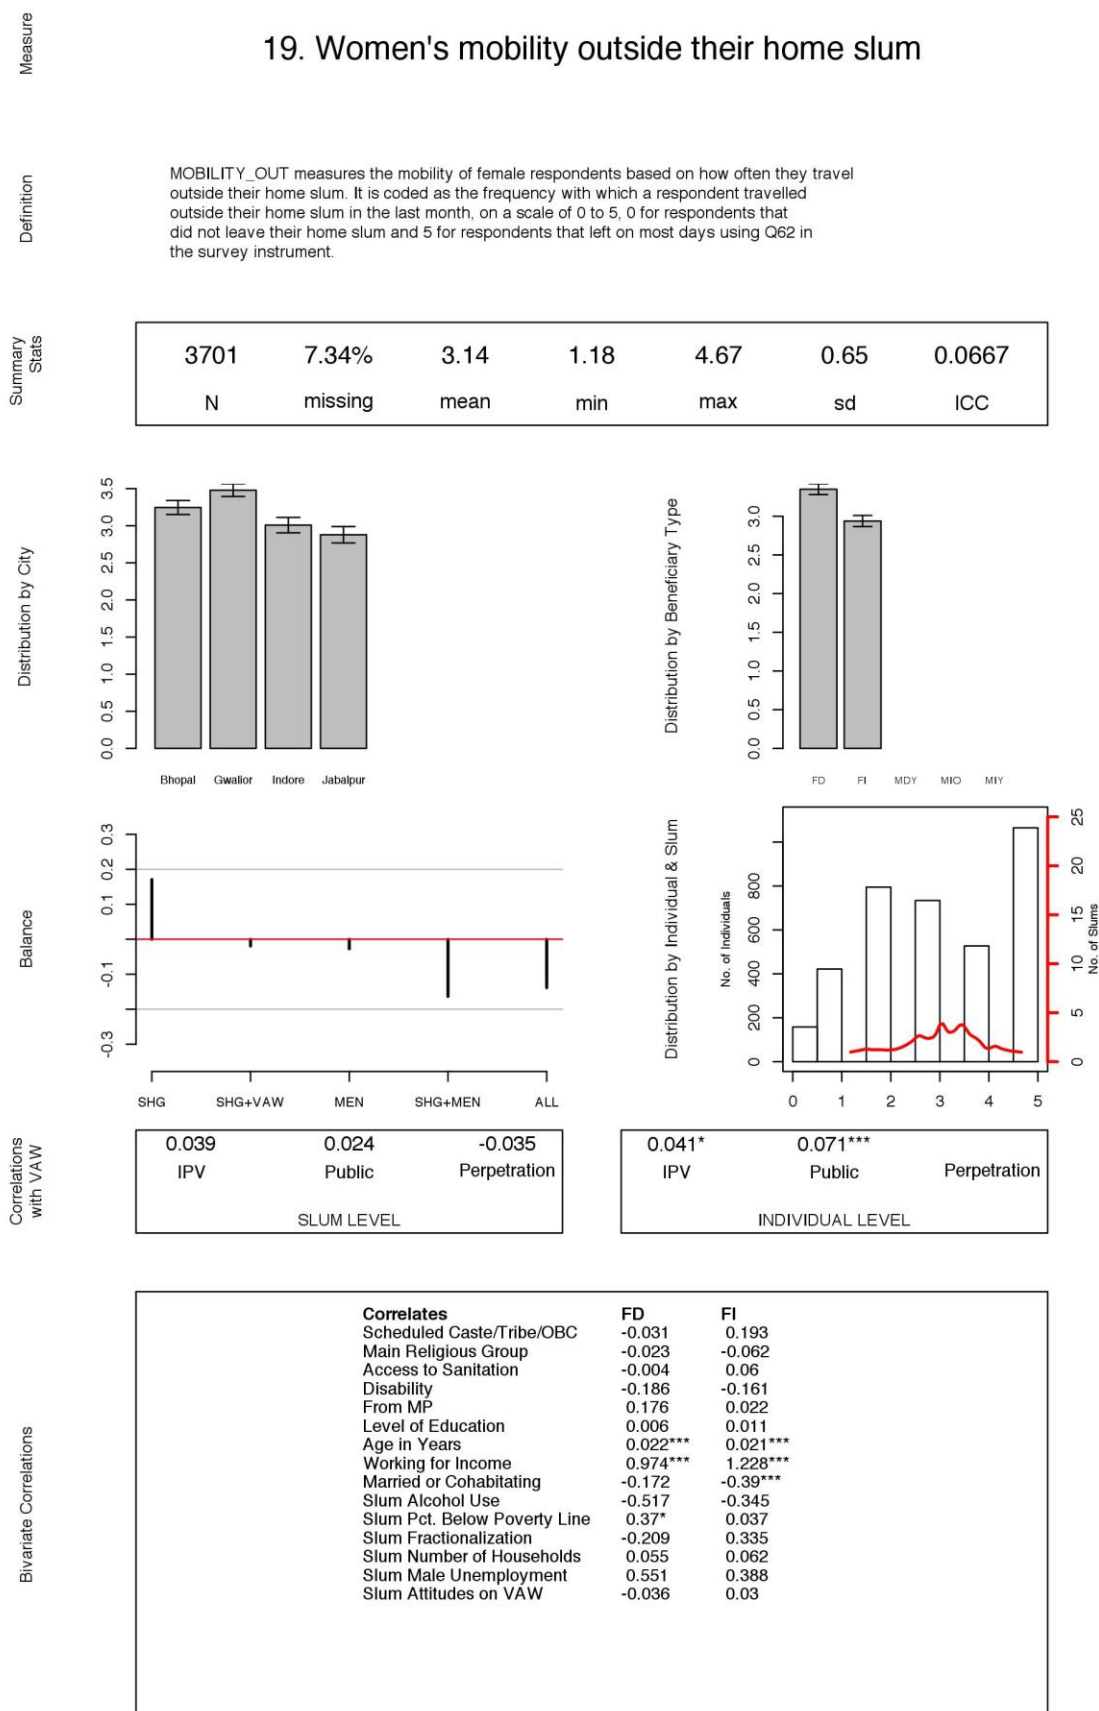 Measure
19. Women's mobility outside their home slum
Definition
MOBILITY_OUT measures the mobility of female respondents based on how often they travel
outside their home slum. It is coded as the frequency with which a respondent travelled
outside their home slum in the last month, on a scale of 0 to 5, 0 for respondents that
did not leave their home slum and 5 for respondents that left on most days using Q62 in
the survey instrument.
Summary
Stats
3701 7.34% 3.14 1.18 4.67 0.65 0.0667
N missing mean min max sd ICC
Distribution by City
3.5
3.0
2.5
2.0
1.5
1.0
0.5
0.0
Bhopal Gwalior Indore Jabalpur
Distribution by Beneficiary Type
3.0
2.5
2.0
1.5
1.0
0.5
0.0
FD FI MDY MIO MIY
Balance
0.3
0.2
0.1
-0.1
-0.3
SHG SHG+VAW MEN SHG+MEN ALL
Distribution by Individual & Slum
No. of Individuals
800
600
400
200
0
0 1 2 3 4 5
25
20
15
10
5
0
No. of Slums
Correlations
with VAW
0.039 0.024 -0.035
IPV Public Perpetration
SLUM LEVEL
0.041* 0.071***
IPV Public Perpetration
INDIVIDUAL LEVEL
Bivariate Correlations
Correlates FD FI
Scheduled Caste/Tribe/OBC -0.031 0.193
Main Religious Group -0.023 -0.062
Access to Sanitation -0.004 0.06
Disability -0.186 -0.161
From MP 0.176 0.022
Level of Education 0.006 0.011
Age in Years 0.022*** 0.021***
Working for Income 0.974*** 1.228***
Married or Cohabitating -0.172 -0.39***
Slum Alcohol Use -0.517 -0.345
Slum Pct. Below Poverty Line 0.37* 0.037
Slum Fractionalization -0.209 0.335
Slum Number of Households 0.055 0.062
Slum Male Unemployment 0.551 0.388
Slum Attitudes on VAW -0.036 0.03